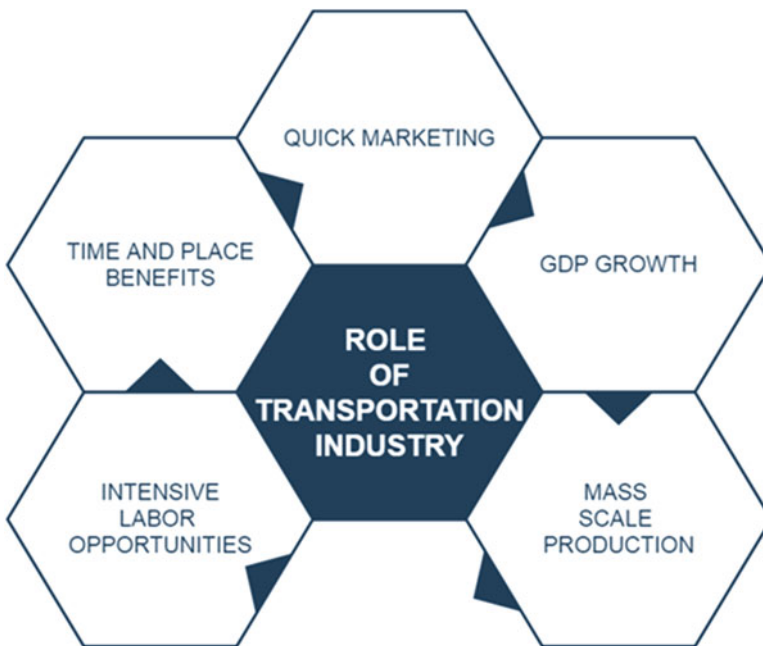 QUICK MARKETING
TIME AND PLACE
BENEFITS
GDP GROWTH
ROLE
OF
TRANSPORTATION
INDUSTRY
INTENSIVE
LABOR
OPPORTUNITIES
MASS
SCALE
PRODUCTION